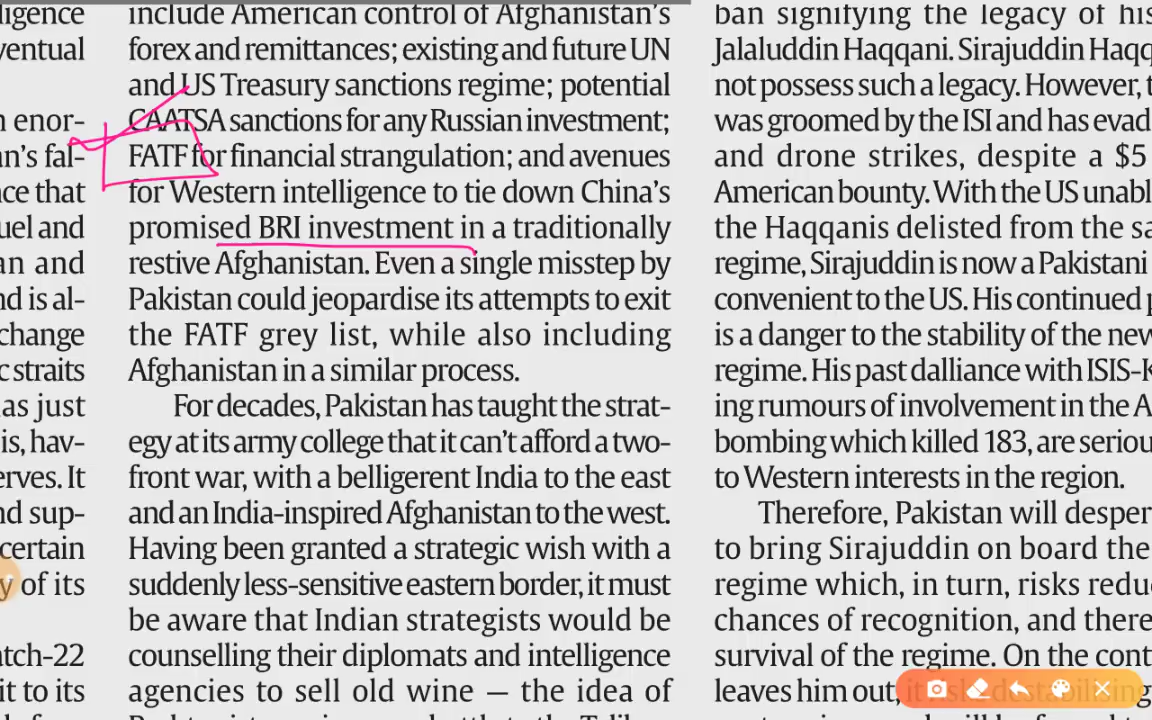 ligence
ventual
n enor-
an's fal-
nce that
uel and
an and
nd is al-
change
c straits
as just
is, hav-
erves. It
nd sup-
certain
y of its
atch-22
it to its
include American control of Afghanistan's
forex and remittances; existing and future UN
and US Treasury sanctions regime; potential
CAATSA sanctions for any Russian investment;
FATF for financial strangulation; and avenues
for Western intelligence to tie down China's
promised BRI investment in a traditionally
restive Afghanistan. Even a single misstep by
Pakistan could jeopardise its attempts to exit
the FATF grey list, while also including
Afghanistan in a similar process.
For decades, Pakistan has taught the strat-
egy at its army college that it can't afford a two-
front war, with a belligerent India to the east
and an India-inspired Afghanistan to the west.
Having been granted a strategic wish with a
suddenly less-sensitive eastern border, it must
be aware that Indian strategists would be
counselling their diplomats and intelligence
agencies to sell old wine — the idea of
ban signifying the legacy of his
Jalaluddin Haqqani. Sirajuddin Haqq
not possess such a legacy. However, t
was groomed by the ISI and has evad
and drone strikes, despite a $5
American bounty. With the US unabl
the Haqqanis delisted from the sa
regime, Sirajuddin is now a Pakistani
convenient to the US. His continued p
is a danger to the stability of the new
regime. His past dalliance with ISIS-K
ing rumours of involvement in the A
bombing which killed 183, are seriou
to Western interests in the region.
Therefore, Pakistan will desper
to bring Sirajuddin on board the
regime which, in turn, risks redu
chances of recognition, and there
survival of the regime. On the cont
leaves him out,